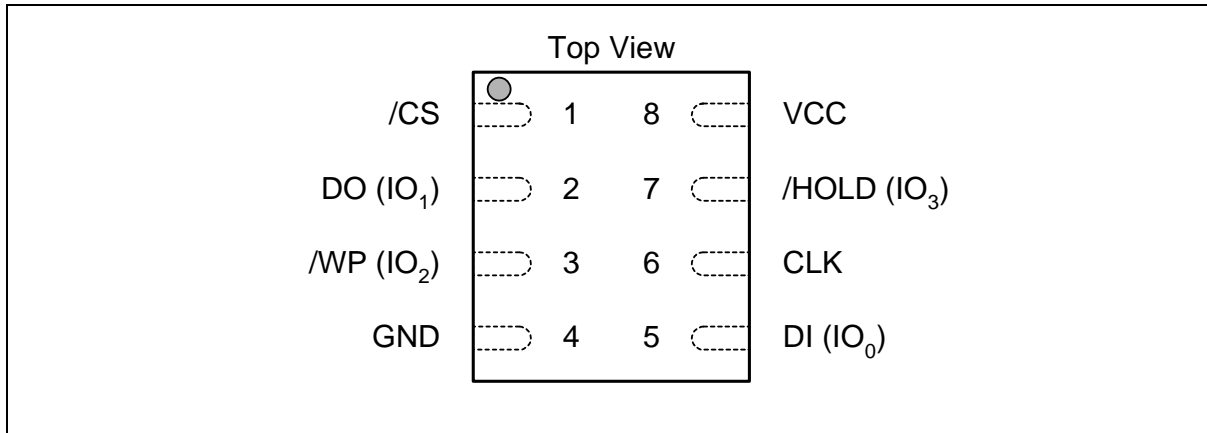 Top View
/CS 1 8 VCC
DO (IO₁) 2 7 /HOLD (IO₃)
/WP (IO₂) 3 6 CLK
GND 4 5 DI (IO₀)